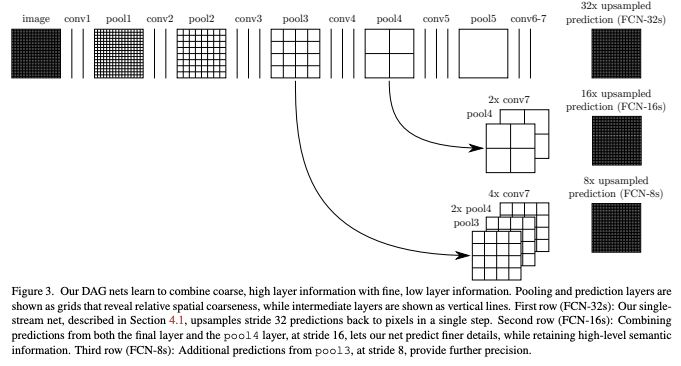 image conv1 pool1 conv2 pool2 conv3 pool3 conv4 pool4 conv5 pool5 conv6-7
32x upsampled
prediction (FCN-32s)
2x conv7
pool4
16x upsampled
prediction (FCN-16s)
4x conv7
2x pool4
pool3
8x upsampled
prediction (FCN-8s)
Figure 3. Our DAG nets learn to combine coarse, high layer information with fine, low layer information. Pooling and prediction layers are
shown as grids that reveal relative spatial coarseness, while intermediate layers are shown as vertical lines. First row (FCN-32s): Our single-
stream net, described in Section 4.1, upsamples stride 32 predictions back to pixels in a single step. Second row (FCN-16s): Combining
predictions from both the final layer and the pool4 layer, at stride 16, lets our net predict finer details, while retaining high-level semantic
information. Third row (FCN-8s): Additional predictions from pool3, at stride 8, provide further precision.